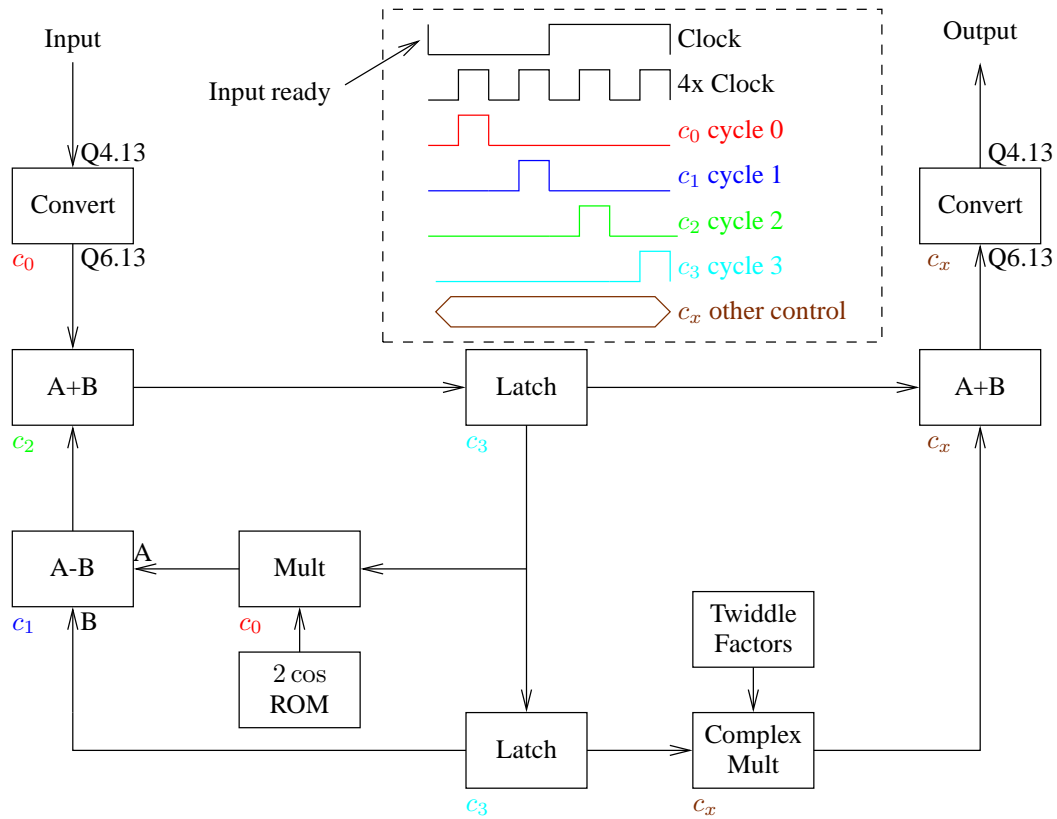 Input
Output
Clock
Input ready
4x Clock
c0 cycle 0
c1 cycle 1
c2 cycle 2
c3 cycle 3
cx other control
Q4.13
Convert
Q6.13
c0
Q4.13
Convert
Q6.13
cx
A+B
c2
Latch
c3
A+B
cx
A-B
A
B
c1
Mult
c0
2 cos
ROM
Twiddle
Factors
Latch
c3
Complex
Mult
cx